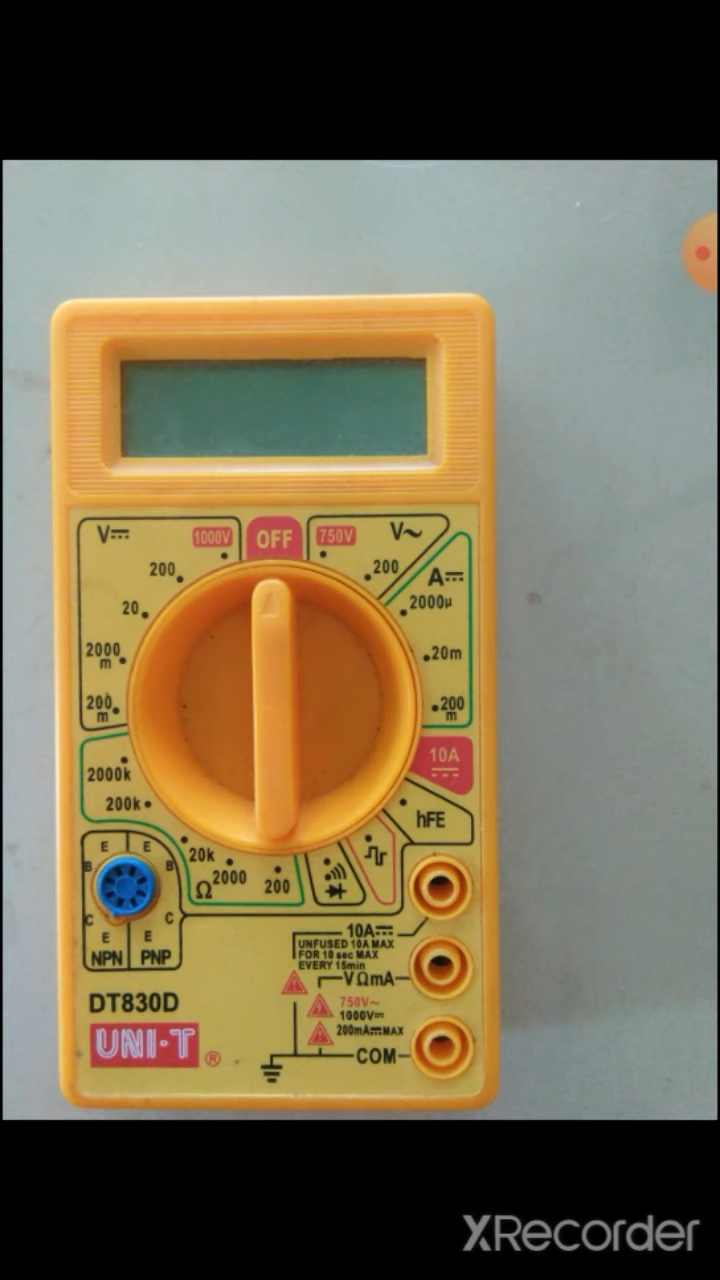 V⎓
1000V
OFF
750V
V~
200
200
A⎓
20
2000µ
2000
m
20m
200
m
200
m
2000k
10A
200k
hFE
20k
Ω
2000
200
E
E
B
B
C
C
E
E
NPN
PNP
10A⎓
UNFUSED 10A MAX
FOR 10 sec MAX
EVERY 15min
VΩmA
750V~
1000V⎓
200mA⎓MAX
COM
DT830D
UNI-T®
XRecorder